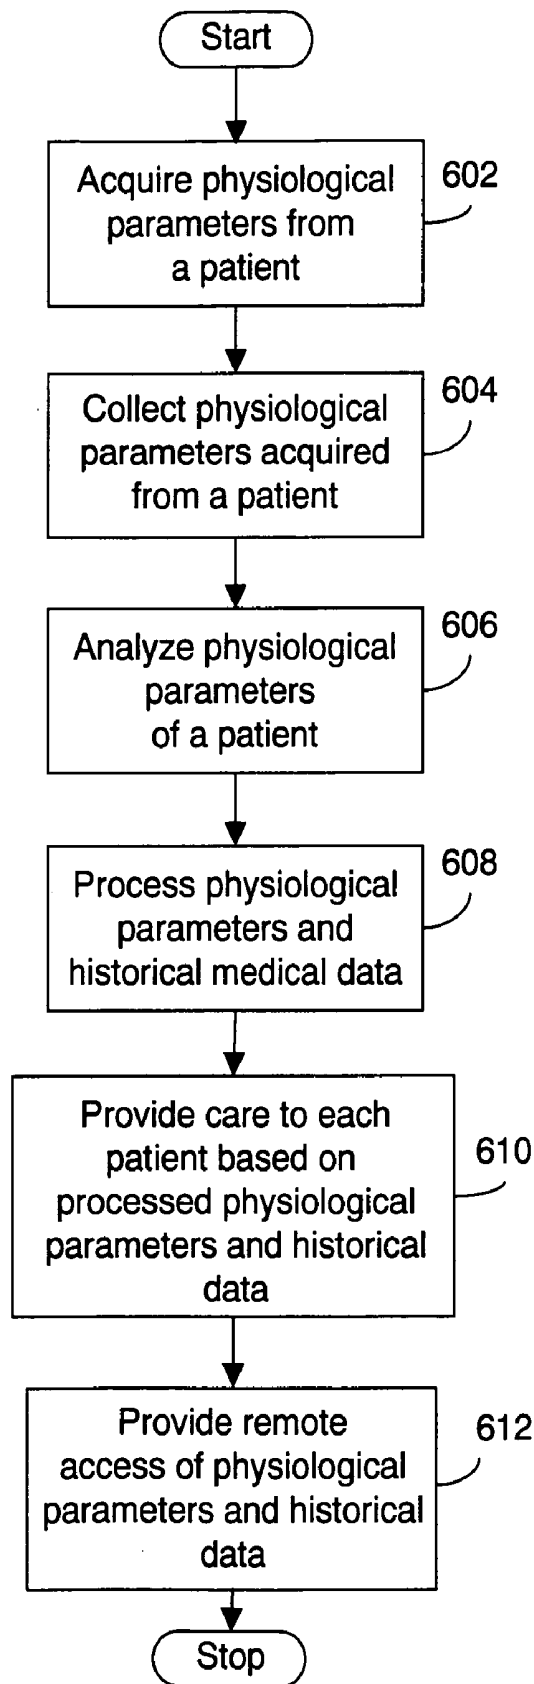 Start
Acquire physiological
parameters from
a patient
602
Collect physiological
parameters acquired
from a patient
604
Analyze physiological
parameters
of a patient
606
Process physiological
parameters and
historical medical data
608
Provide care to each
patient based on
processed physiological
parameters and historical
data
610
Provide remote
access of physiological
parameters and historical
data
612
Stop